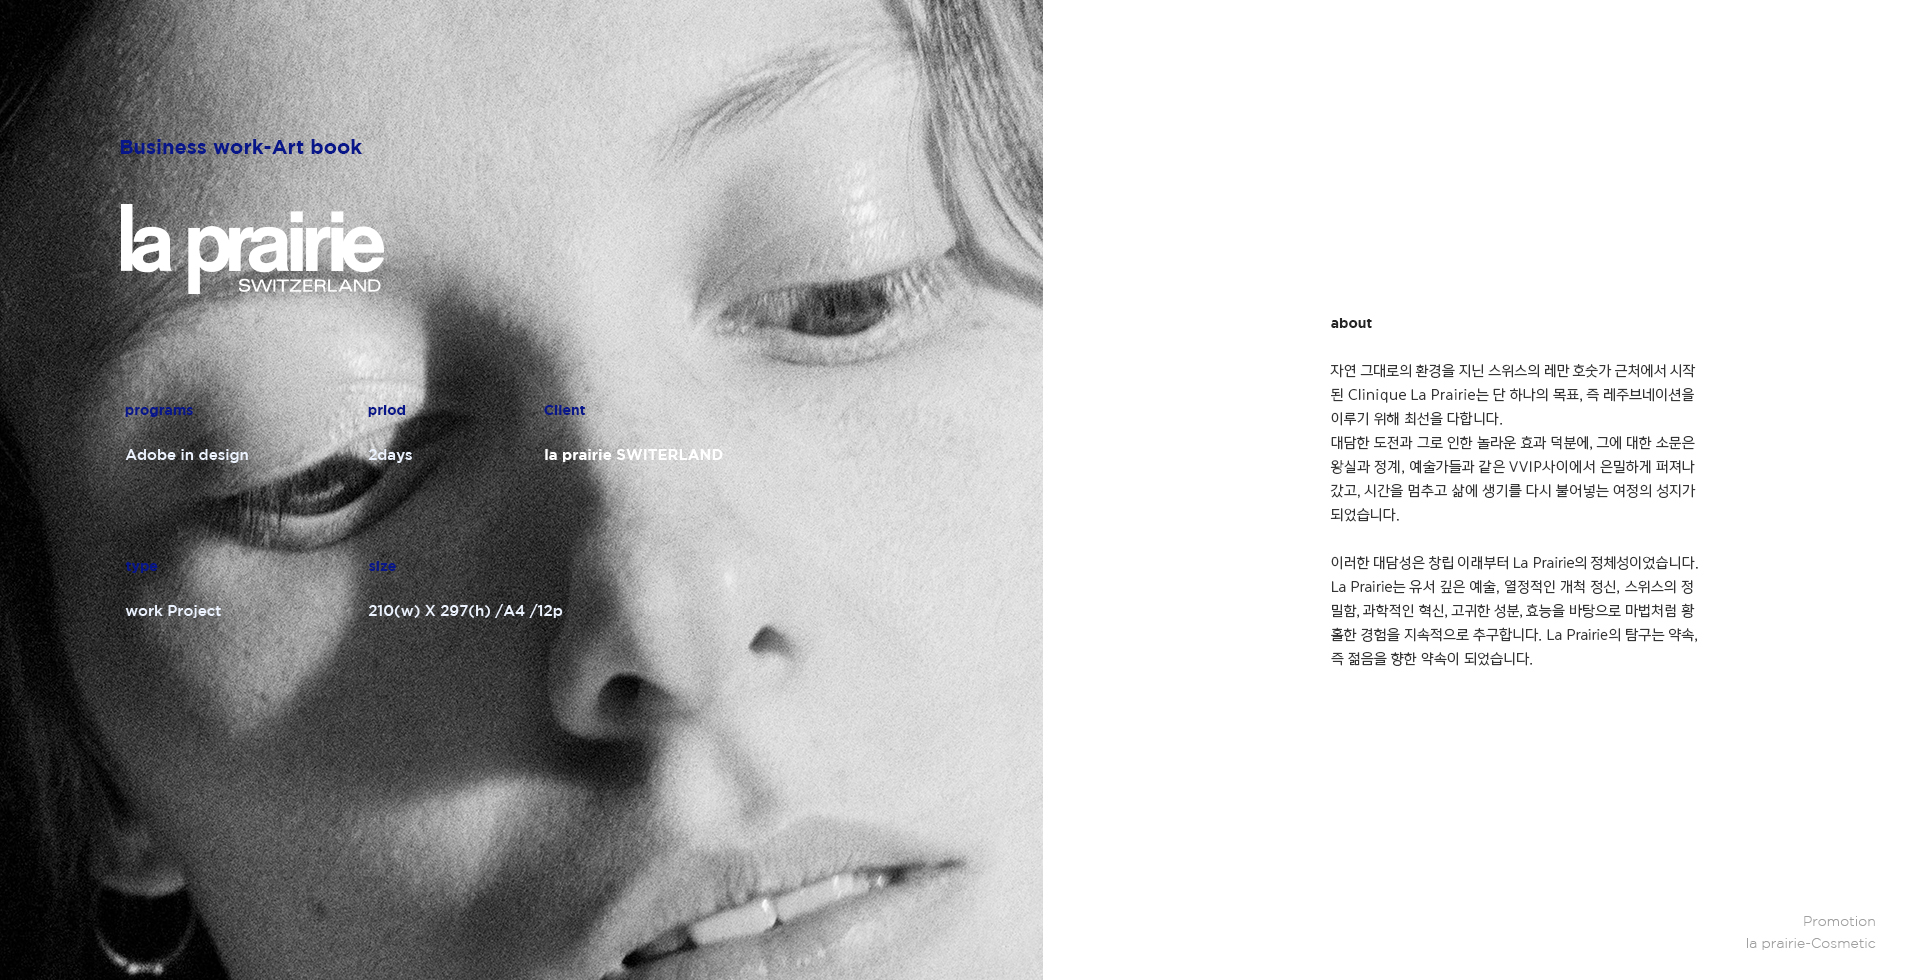 Business work-Art book
la prairie
SWITZERLAND
programs
priod
Client
Adobe in design
2days
la prairie SWITERLAND
type
size
work Project
210(w) X 297(h) /A4 /12p
about
자연 그대로의 환경을 지닌 스위스의 레만 호숫가 근처에서 시작
된 Clinique La Prairie는 단 하나의 목표, 즉 레주브네이션을
이루기 위해 최선을 다합니다.
대담한 도전과 그로 인한 놀라운 효과 덕분에, 그에 대한 소문은
왕실과 정계, 예술가들과 같은 VVIP사이에서 은밀하게 퍼져나
갔고, 시간을 멈추고 삶에 생기를 다시 불어넣는 여정의 성지가
되었습니다.
이러한 대담성은 창립 이래부터 La Prairie의 정체성이었습니다.
La Prairie는 유서 깊은 예술, 열정적인 개척 정신, 스위스의 정
밀함, 과학적인 혁신, 고귀한 성분, 효능을 바탕으로 마법처럼 황
홀한 경험을 지속적으로 추구합니다. La Prairie의 탐구는 약속,
즉 젊음을 향한 약속이 되었습니다.
Promotion
la prairie-Cosmetic